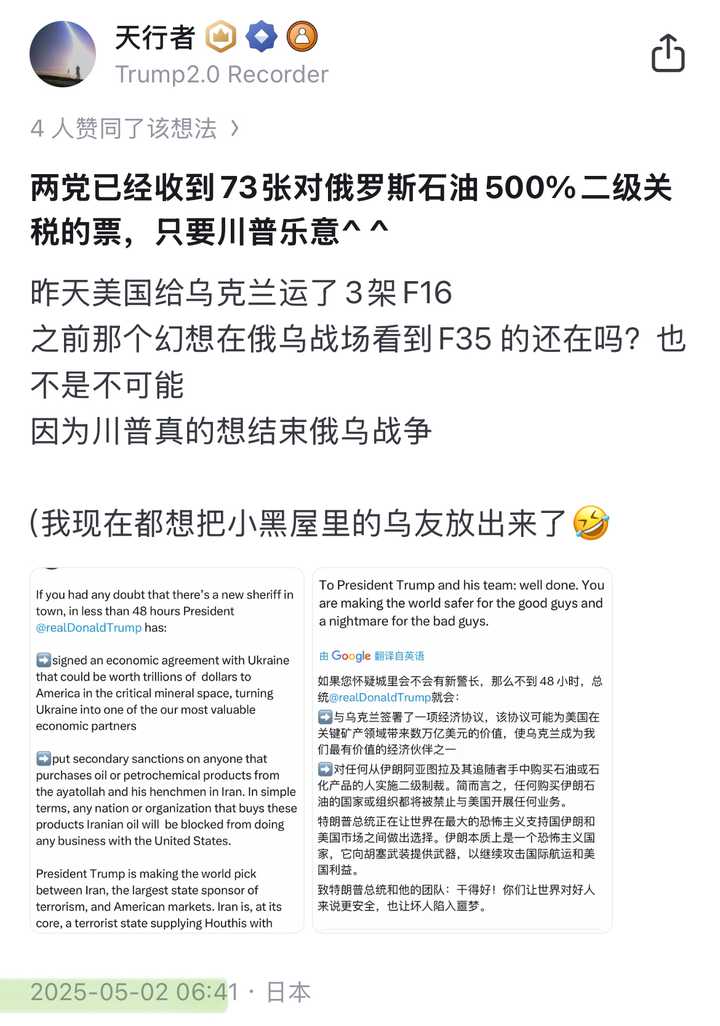 天行者
Trump2.0 Recorder
4 人赞同了该想法 >
两党已经收到73张对俄罗斯石油500%二级关
税的票，只要川普乐意^ ^
昨天美国给乌克兰运了3架F16
之前那个幻想在俄乌战场看到F35 的还在吗？也
不是不可能
因为川普真的想结束俄乌战争
(我现在都想把小黑屋里的乌友放出来了🤣
If you had any doubt that there's a new sheriff in
town, in less than 48 hours President
@realDonaldTrump has:
➡️signed an economic agreement with Ukraine
that could be worth trillions of dollars to
America in the critical mineral space, turning
Ukraine into one of the our most valuable
economic partners
➡️put secondary sanctions on anyone that
purchases oil or petrochemical products from
the ayatollah and his henchmen in Iran. In simple
terms, any nation or organization that buys these
products Iranian oil will be blocked from doing
any business with the United States.
President Trump is making the world pick
between Iran, the largest state sponsor of
terrorism, and American markets. Iran is, at its
core, a terrorist state supplying Houthis with
To President Trump and his team: well done. You
are making the world safer for the good guys and
a nightmare for the bad guys.
由 Google 翻译自英语
如果您怀疑城里会不会有新警长，那么不到 48 小时，总
统@realDonaldTrump就会：
➡️与乌克兰签署了一项经济协议，该协议可能为美国在
关键矿产领域带来数万亿美元的价值，使乌克兰成为我
们最有价值的经济伙伴之一
➡️对任何从伊朗阿亚图拉及其追随者手中购买石油或石
化产品的人实施二级制裁。简而言之，任何购买伊朗石
油的国家或组织都将被禁止与美国开展任何业务。
特朗普总统正在让世界在最大的恐怖主义支持国伊朗和
美国市场之间做出选择。伊朗本质上是一个恐怖主义国
家，它向胡塞武装提供武器，以继续攻击国际航运和美
国利益。
致特朗普总统和他的团队：干得好！你们让世界对好人
来说更安全，也让坏人陷入噩梦。
2025-05-02 06:41 · 日本